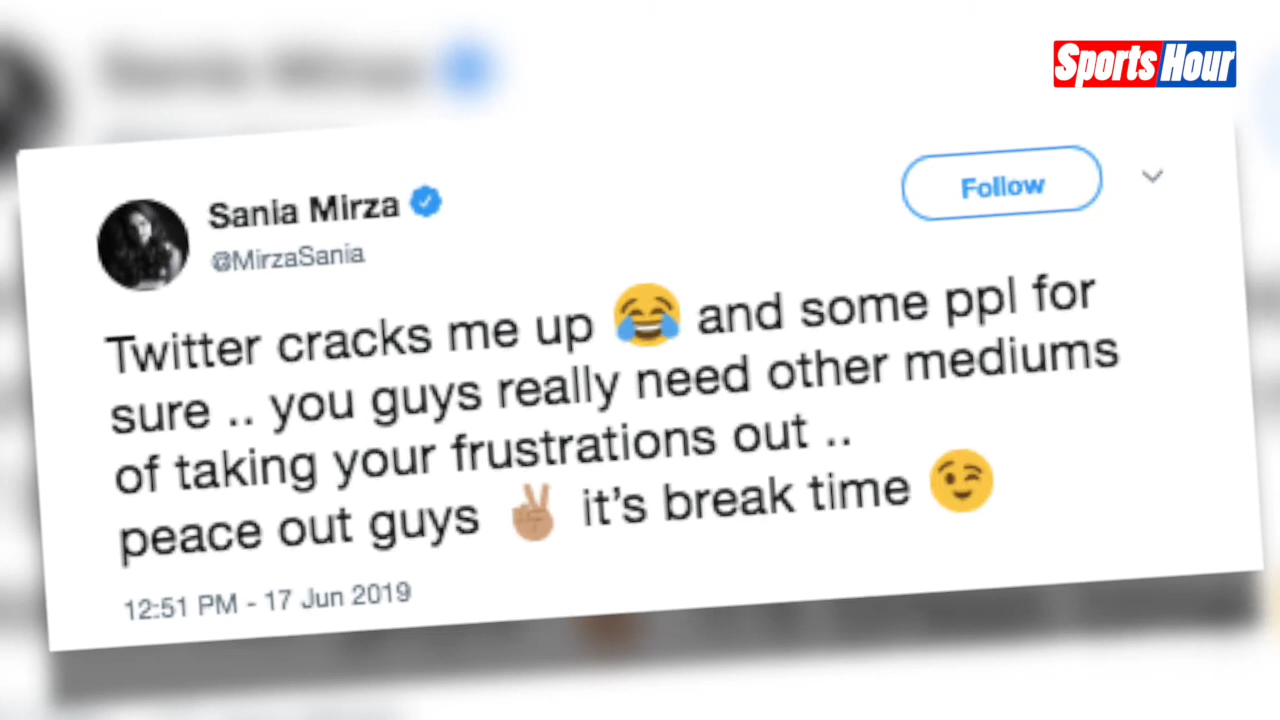 Sports Hour
Sania Mirza
@MirzaSania
Follow
Twitter cracks me up 😂 and some ppl for
sure .. you guys really need other mediums
of taking your frustrations out ..
peace out guys ✌🏽 it’s break time 😉
12:51 PM - 17 Jun 2019